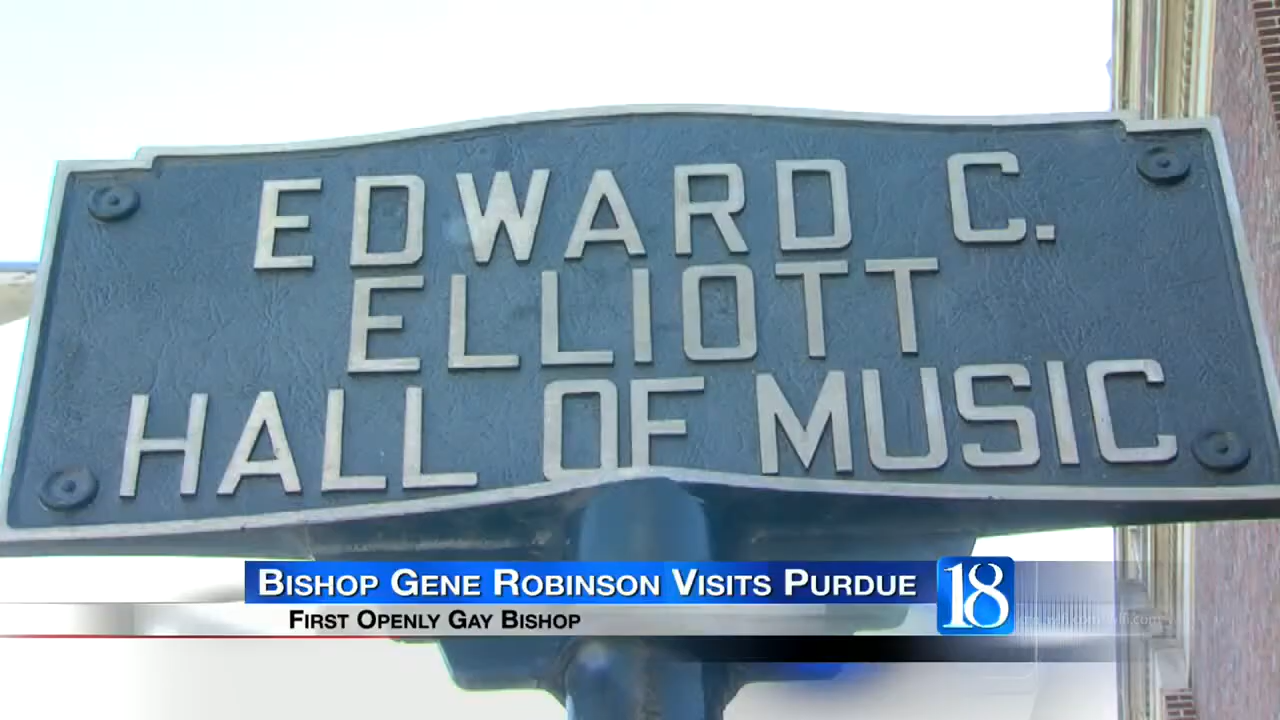 EDWARD C.
ELLIOTT
HALL OF MUSIC
BISHOP GENE ROBINSON VISITS PURDUE
18
FIRST OPENLY GAY BISHOP